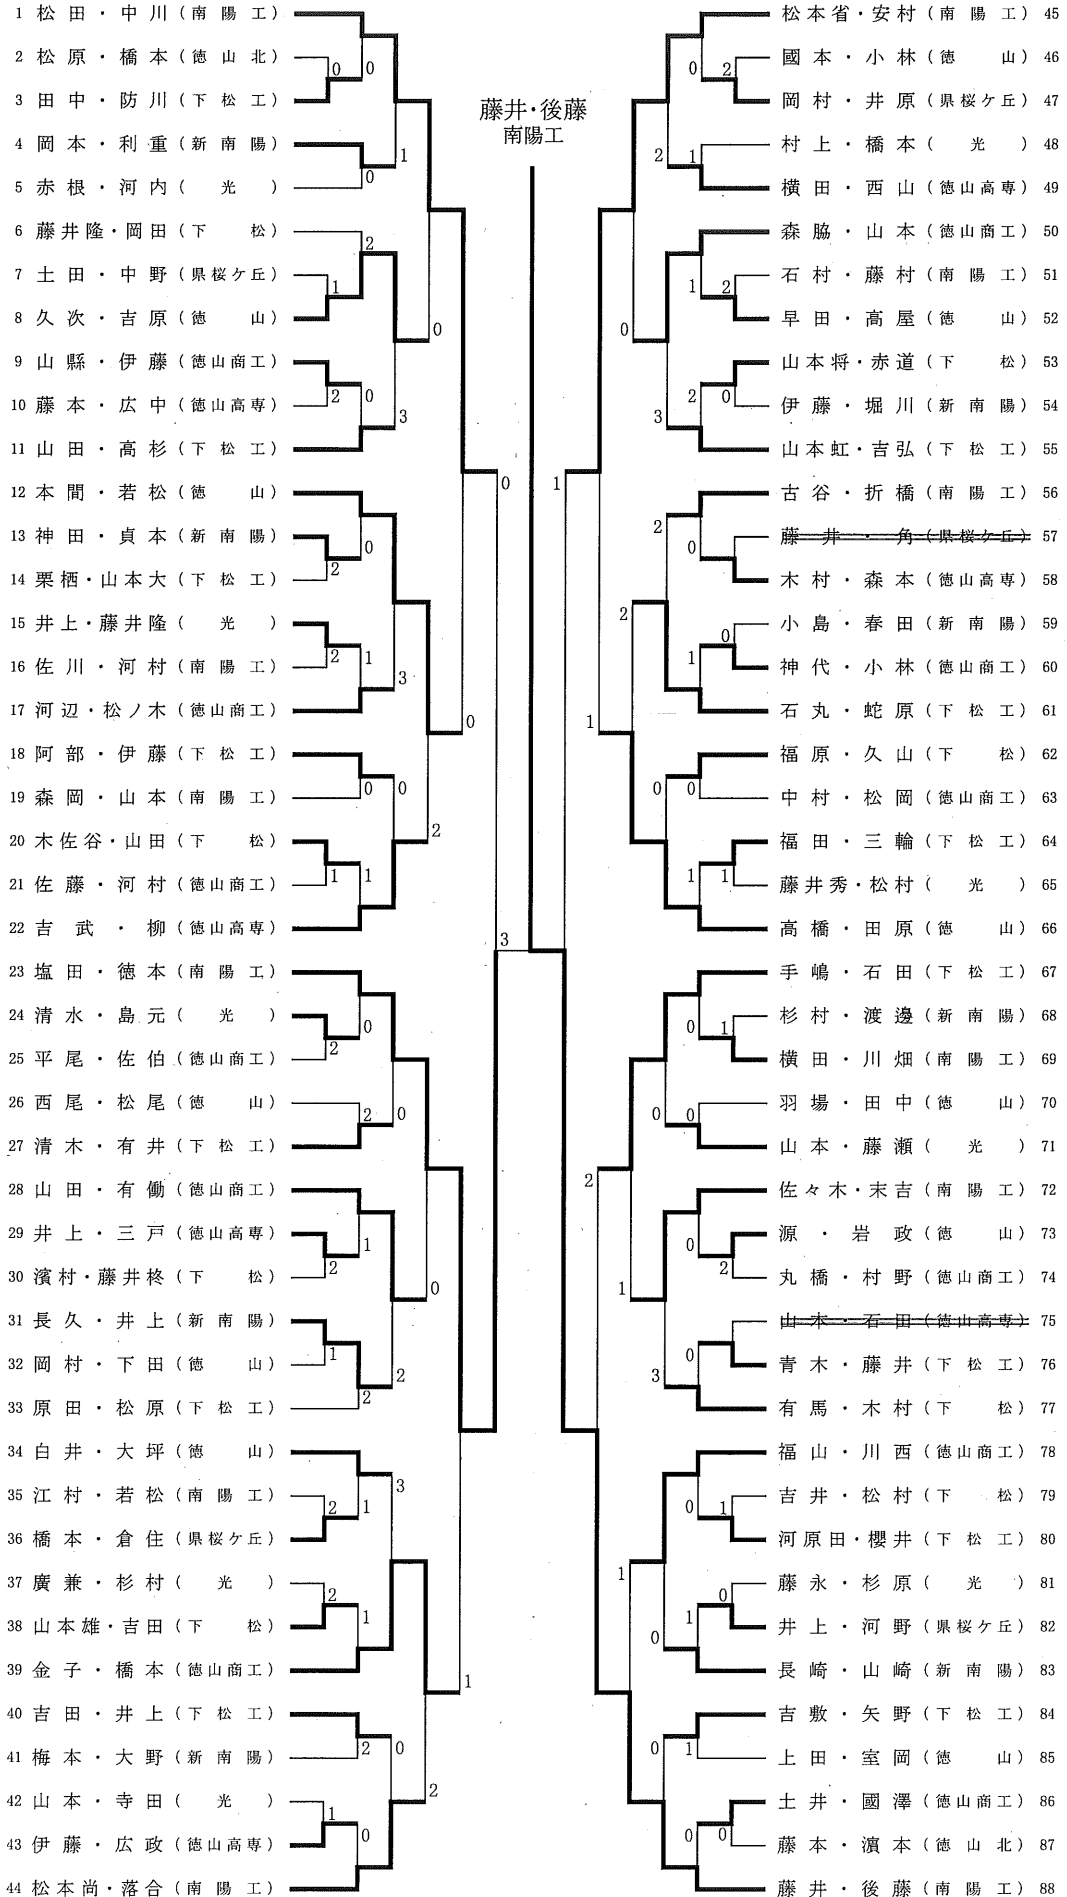 藤井・後藤
南陽工
1 松田・中川(南陽工)
2 松原・橋本(徳山北)
3 田中・防川(下松工)
4 岡本・利重(新南陽)
5 赤根・河内(光)
6 藤井隆・岡田(下松)
7 土田・中野(県桜ケ丘)
8 久次・吉原(徳山)
9 山縣・伊藤(徳山商工)
10 藤本・広中(徳山高専)
11 山田・高杉(下松工)
12 本間・若松(徳山)
13 神田・貞本(新南陽)
14 栗栖・山本大(下松工)
15 井上・藤井隆(光)
16 佐川・河村(南陽工)
17 河辺・松ノ木(徳山商工)
18 阿部・伊藤(下松工)
19 森岡・山本(南陽工)
20 木佐谷・山田(下松)
21 佐藤・河村(徳山商工)
22 吉武・柳(徳山高専)
23 塩田・徳本(南陽工)
24 清水・島元(光)
25 平尾・佐伯(徳山商工)
26 西尾・松尾(徳山)
27 清木・有井(下松工)
28 山田・有働(徳山商工)
29 井上・三戸(徳山高専)
30 濱村・藤井柊(下松)
31 長久・井上(新南陽)
32 岡村・下田(徳山)
33 原田・松原(下松工)
34 白井・大坪(徳山)
35 江村・若松(南陽工)
36 橋本・倉住(県桜ケ丘)
37 廣兼・杉村(光)
38 山本雄・吉田(下松)
39 金子・橋本(徳山商工)
40 吉田・井上(下松工)
41 梅本・大野(新南陽)
42 山本・寺田(光)
43 伊藤・広政(徳山高専)
44 松本尚・落合(南陽工)
松本省・安村(南陽工) 45
國本・小林(徳山) 46
岡村・井原(県桜ケ丘) 47
村上・橋本(光) 48
横田・西山(徳山高専) 49
森脇・山本(徳山商工) 50
石村・藤村(南陽工) 51
早田・高屋(徳山) 52
山本将・赤道(下松) 53
伊藤・堀川(新南陽) 54
山本虹・吉弘(下松工) 55
古谷・折橋(南陽工) 56
藤井・角(県桜ケ丘) 57
木村・森本(徳山高専) 58
小島・春田(新南陽) 59
神代・小林(徳山商工) 60
石丸・蛇原(下松工) 61
福原・久山(下松) 62
中村・松岡(徳山商工) 63
福田・三輪(下松工) 64
藤井秀・松村(光) 65
高橋・田原(徳山) 66
手嶋・石田(下松工) 67
杉村・渡邊(新南陽) 68
横田・川畑(南陽工) 69
羽場・田中(徳山) 70
山本・藤瀬(光) 71
佐々木・末吉(南陽工) 72
源・岩政(徳山) 73
丸橋・村野(徳山商工) 74
山本・石田(徳山高専) 75
青木・藤井(下松工) 76
有馬・木村(下松) 77
福山・川西(徳山商工) 78
吉井・松村(下松) 79
河原田・櫻井(下松工) 80
藤永・杉原(光) 81
井上・河野(県桜ケ丘) 82
長崎・山崎(新南陽) 83
吉敷・矢野(下松工) 84
上田・室岡(徳山) 85
土井・國澤(徳山商工) 86
藤本・濵本(徳山北) 87
藤井・後藤(南陽工) 88